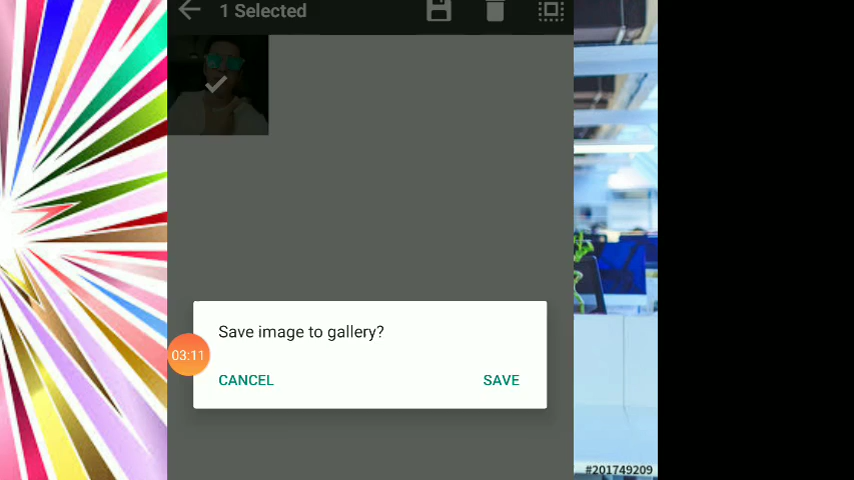 1 Selected
Save image to gallery?
03:11
CANCEL SAVE
#201749209